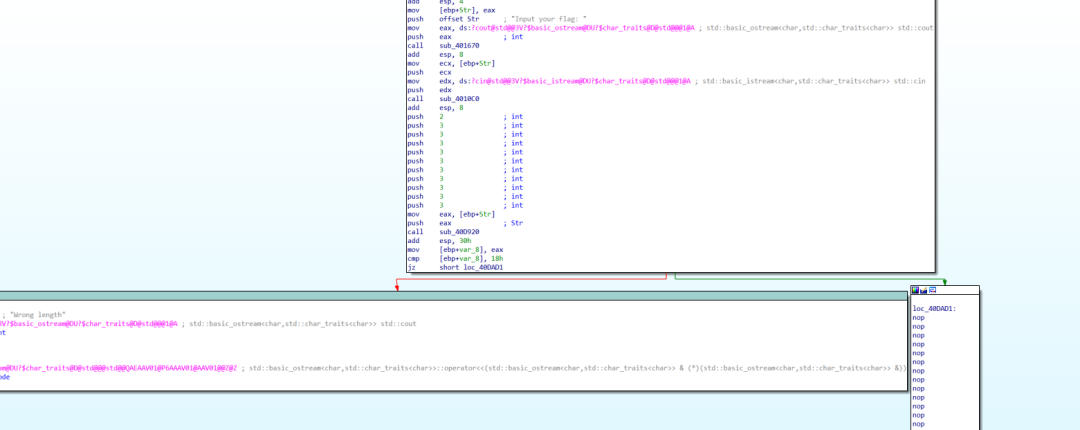 add esp, 4
mov [ebp+Str], eax
push offset Str ; "Input your flag: "
mov eax, ds:?cout@std@@3V?$basic_ostream@DU?$char_traits@D@std@@@1@A ; std::basic_ostream<char,std::char_traits<char>> std::cout
push eax ; int
call sub_401670
add esp, 8
mov ecx, [ebp+Str]
push ecx
mov edx, ds:?cin@std@@3V?$basic_istream@DU?$char_traits@D@std@@@1@A ; std::basic_istream<char,std::char_traits<char>> std::cin
push edx
call sub_4010C0
add esp, 8
push 2 ; int
push 3 ; int
push 3 ; int
push 3 ; int
push 3 ; int
push 3 ; int
push 3 ; int
push 3 ; int
push 3 ; int
push 3 ; int
push 3 ; int
mov eax, [ebp+Str]
push eax ; Str
call sub_40D920
add esp, 30h
mov [ebp+var_8], eax
cmp [ebp+var_8], 18h
jz short loc_40DAD1
; "Wrong length"
3V?$basic_ostream@DU?$char_traits@D@std@@@1@A ; std::basic_ostream<char,std::char_traits<char>> std::cout
nt
am@DU?$char_traits@D@std@@@std@@QAEAAV01@P6AAAV01@AAV01@@Z@Z ; std::basic_ostream<char,std::char_traits<char>>::operator<<(std::basic_ostream<char,std::char_traits<char>> & (*)(std::basic_ostream<char,std::char_traits<char>> &))
ode
loc_40DAD1:
nop
nop
nop
nop
nop
nop
nop
nop
nop
nop
nop
nop
nop